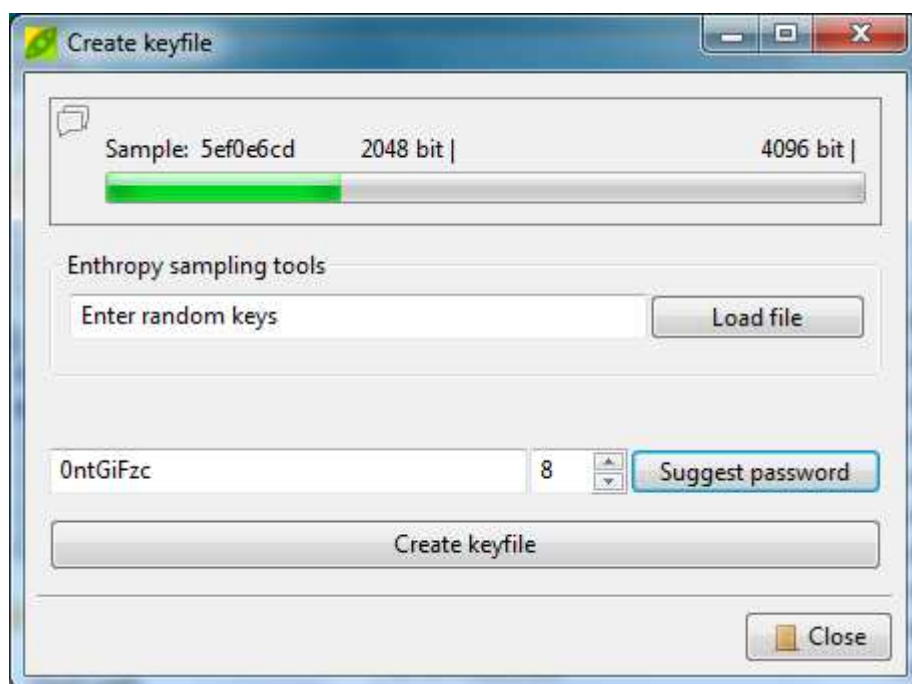 Create keyfile
Sample: 5ef0e6cd 2048 bit | 4096 bit |
Enthropy sampling tools
Enter random keys Load file
0ntGiFzc 8 Suggest password
Create keyfile
Close